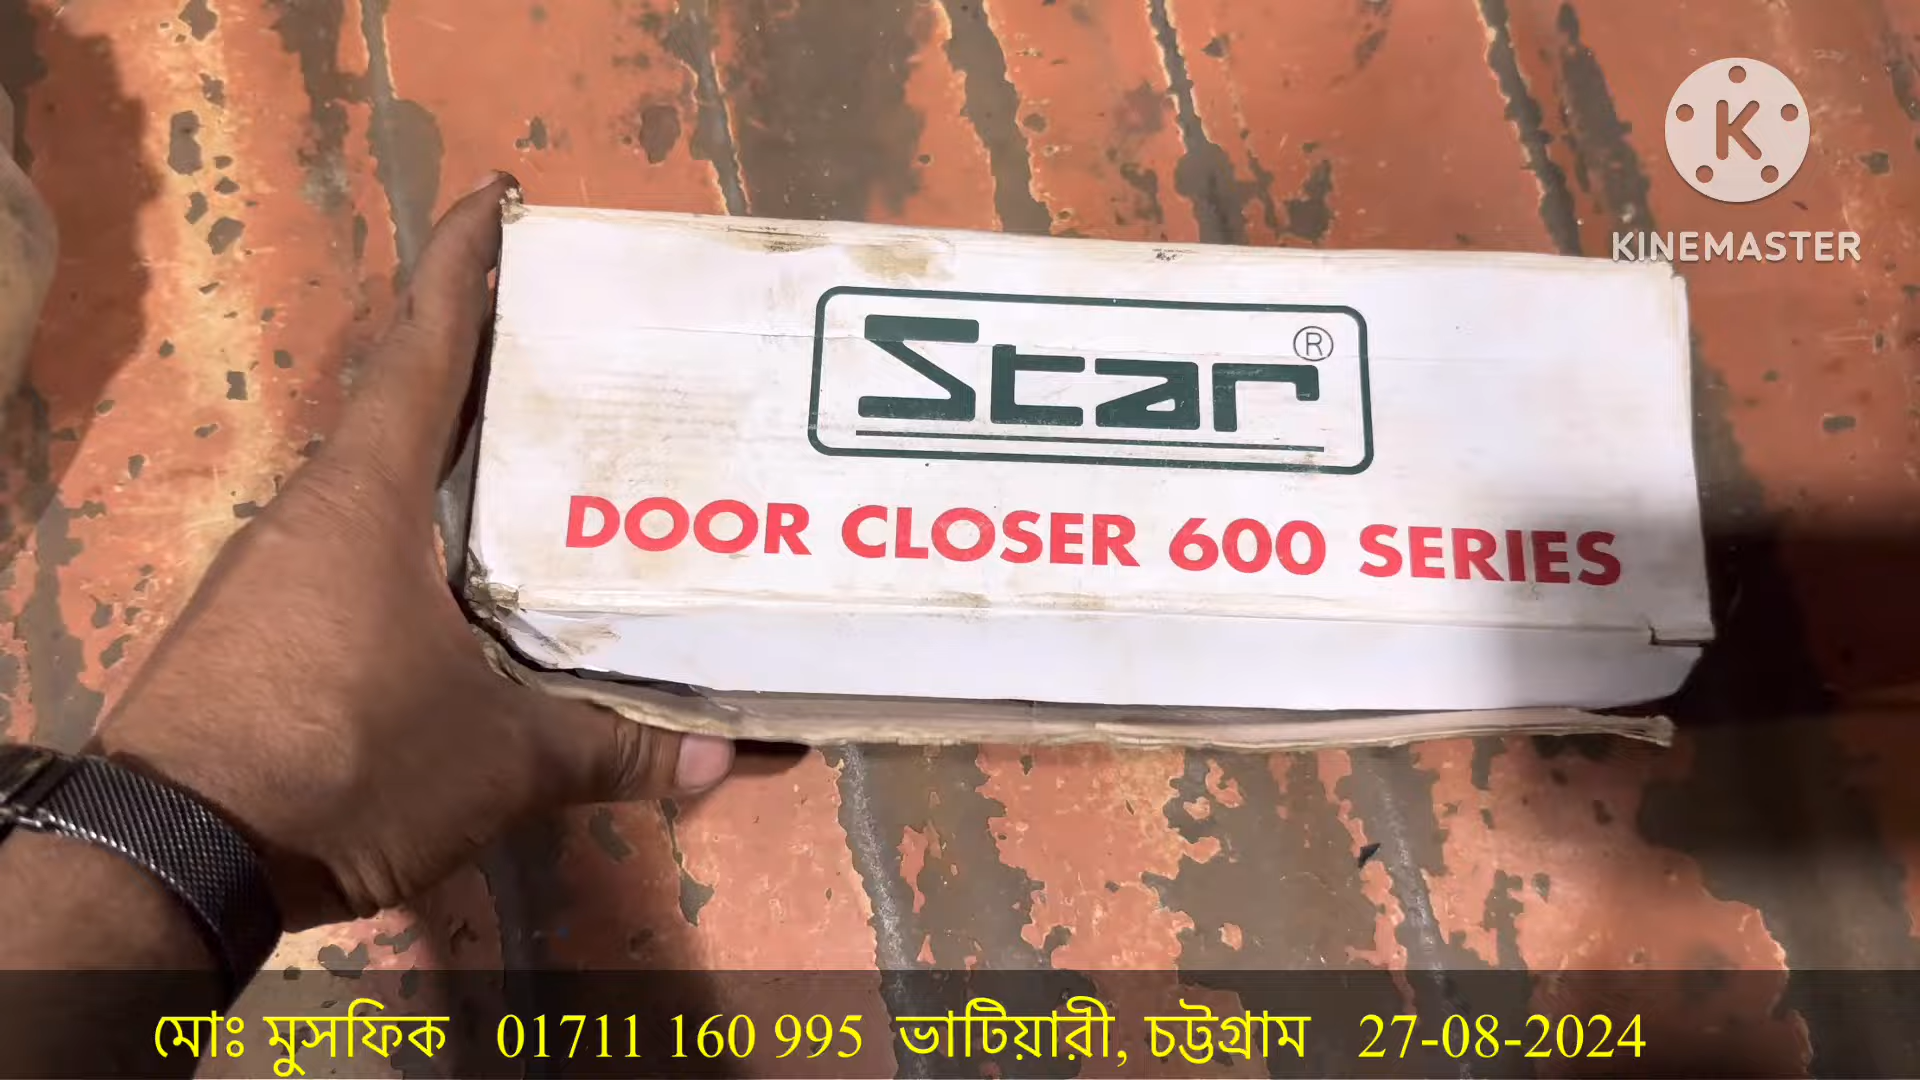 KINEMASTER
Star ®
DOOR CLOSER 600 SERIES
মোঃ মুসফিক 01711 160 995 ভাটিয়ারী, চট্টগ্রাম 27-08-2024